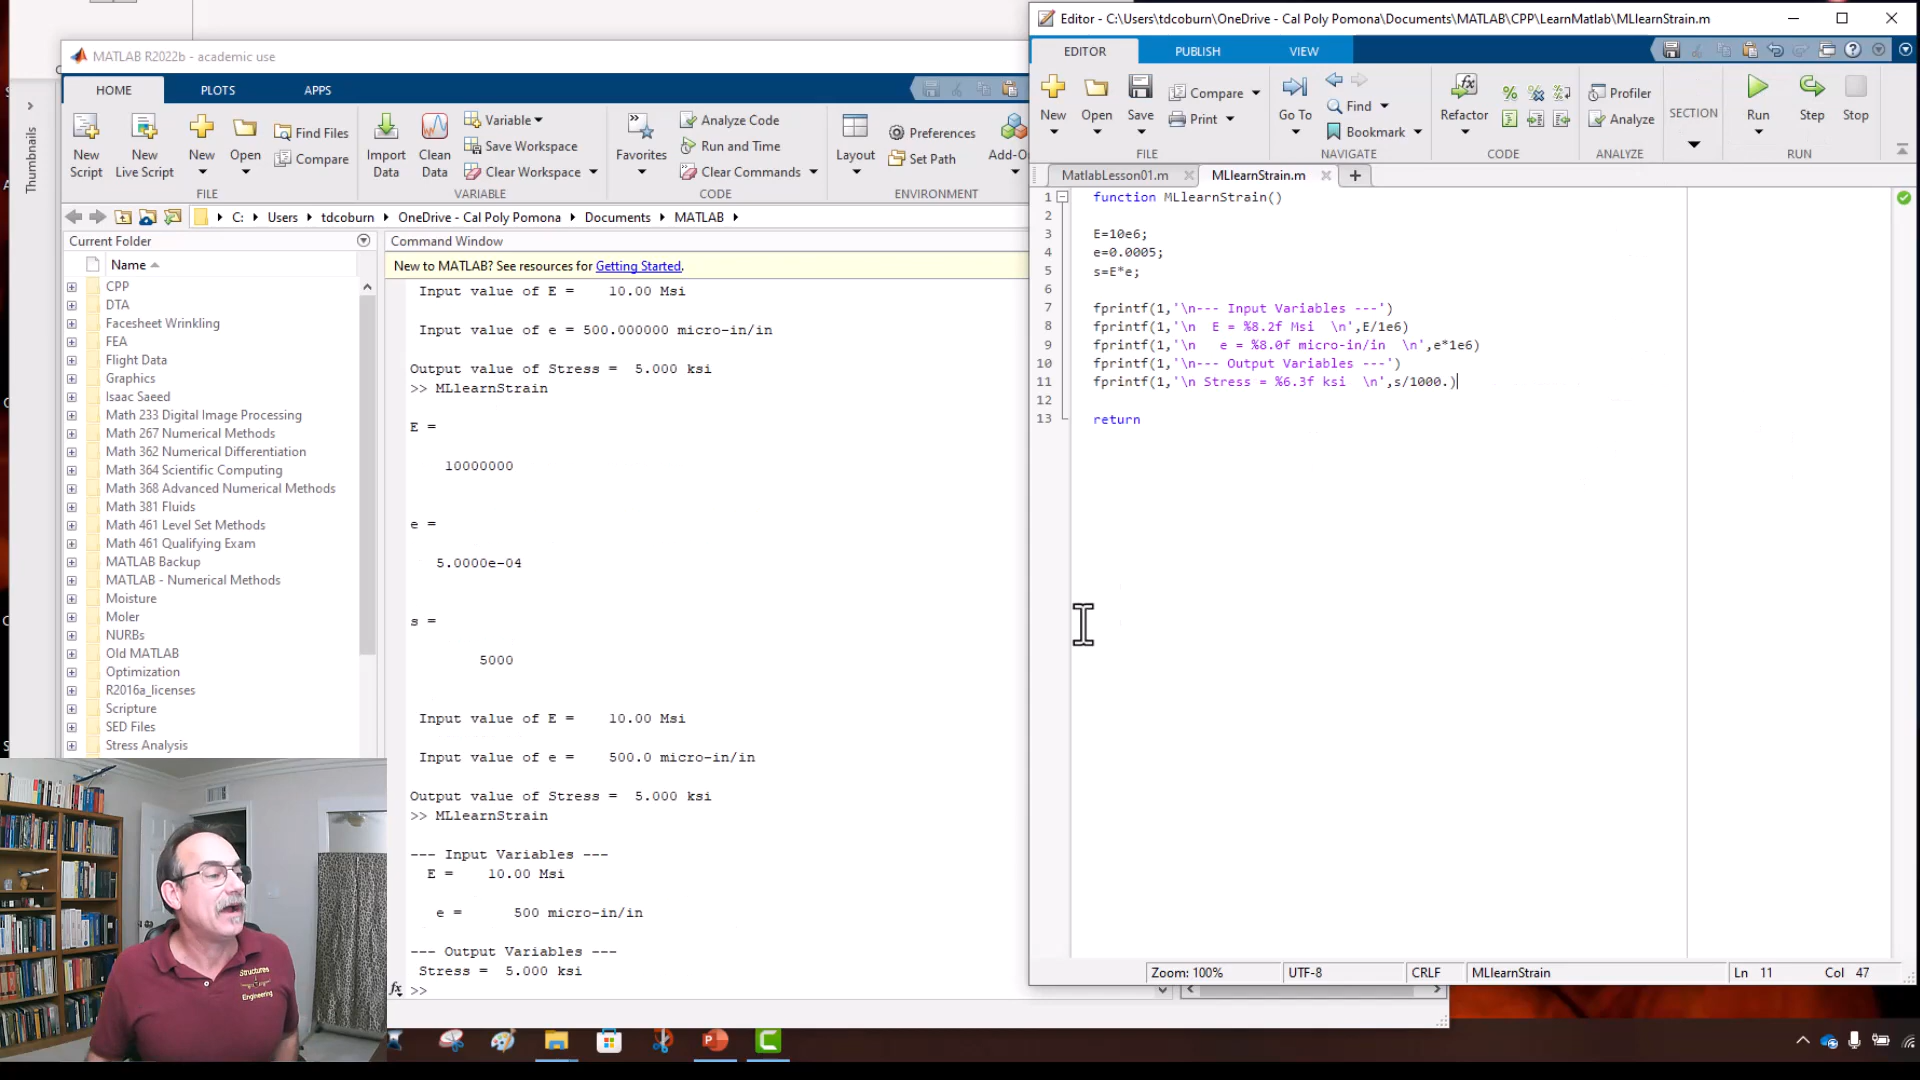 MATLAB R2022b - academic use
HOME
PLOTS
APPS
New Script
New Live Script
New
Open
Find Files
Compare
Import Data
Clean Data
Variable
Save Workspace
Clear Workspace
Favorites
Analyze Code
Run and Time
Clear Commands
Layout
Preferences
Set Path
Add-O
FILE
VARIABLE
CODE
ENVIRONMENT
C:
Users
tdcoburn
OneDrive - Cal Poly Pomona
Documents
MATLAB
Thumbnails
Current Folder
Name
CPP
DTA
Facesheet Wrinkling
FEA
Flight Data
Graphics
Isaac Saeed
Math 233 Digital Image Processing
Math 267 Numerical Methods
Math 362 Numerical Differentiation
Math 364 Scientific Computing
Math 368 Advanced Numerical Methods
Math 381 Fluids
Math 461 Level Set Methods
Math 461 Qualifying Exam
MATLAB Backup
MATLAB - Numerical Methods
Moisture
Moler
NURBs
Old MATLAB
Optimization
R2016a_licenses
Scripture
SED Files
Stress Analysis
Command Window
New to MATLAB? See resources for Getting Started.
Input value of E = 10.00 Msi
Input value of e = 500.000000 micro-in/in
Output value of Stress = 5.000 ksi
>> MLlearnStrain
E =
10000000
e =
5.0000e-04
s =
5000
Input value of E = 10.00 Msi
Input value of e = 500.0 micro-in/in
Output value of Stress = 5.000 ksi
>> MLlearnStrain
--- Input Variables ---
E = 10.00 Msi
e = 500 micro-in/in
--- Output Variables ---
Stress = 5.000 ksi
fx >>
Structures
Engineering
Editor - C:\Users\tdcoburn\OneDrive - Cal Poly Pomona\Documents\MATLAB\CPP\LearnMatlab\MLlearnStrain.m
EDITOR
PUBLISH
VIEW
New
Open
Save
Compare
Print
Go To
Find
Bookmark
Refactor
Profiler
Analyze
SECTION
Run
Step
Stop
FILE
NAVIGATE
CODE
ANALYZE
RUN
MatlabLesson01.m
MLlearnStrain.m
1 function MLlearnStrain()
2
3 E=10e6;
4 e=0.0005;
5 s=E*e;
6
7 fprintf(1,'\n--- Input Variables ---')
8 fprintf(1,'\n  E = %8.2f Msi  \n',E/1e6)
9 fprintf(1,'\n   e = %8.0f micro-in/in  \n',e*1e6)
10 fprintf(1,'\n--- Output Variables ---')
11 fprintf(1,'\n Stress = %6.3f ksi  \n',s/1000.)
12
13 return
Zoom: 100%
UTF-8
CRLF
MLlearnStrain
Ln 11
Col 47